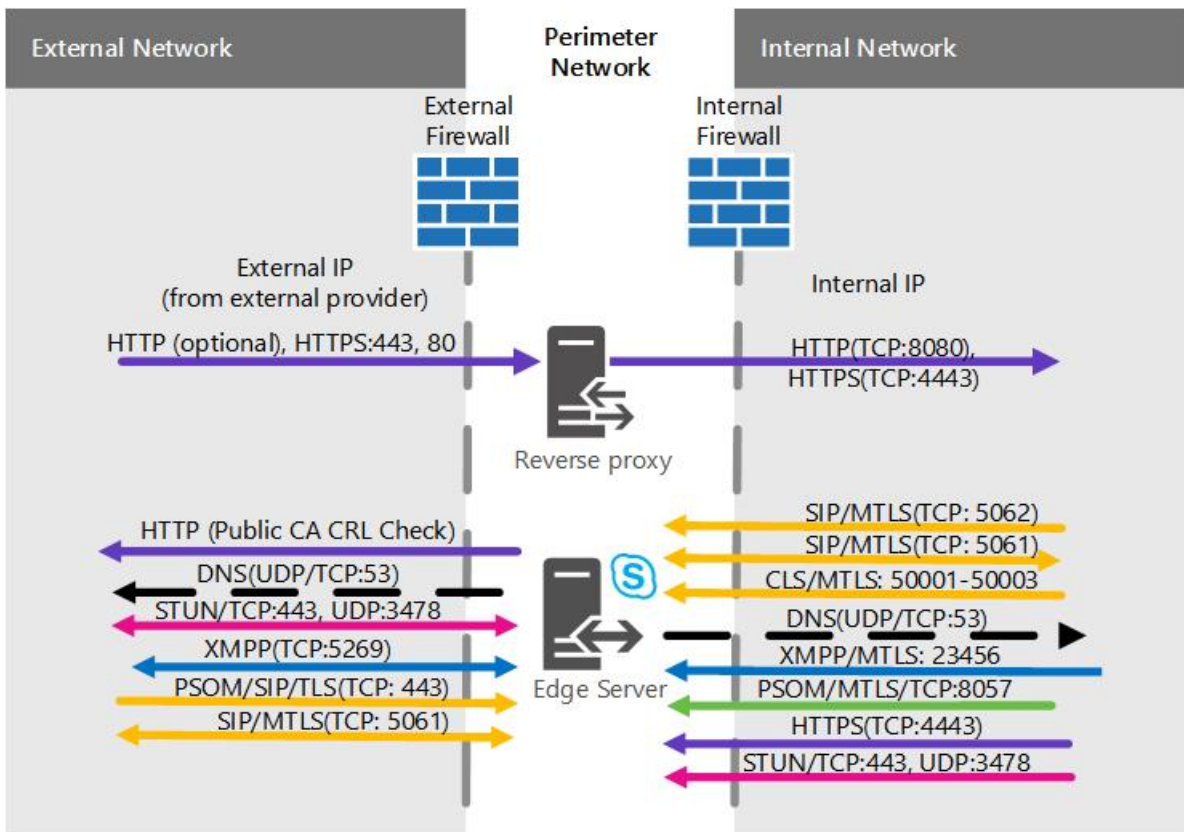 External Network
Perimeter
Network
Internal Network
External
Firewall
Internal
Firewall
External IP
(from external provider)
Internal IP
HTTP (optional), HTTPS:443, 80
HTTP(TCP:8080),
HTTPS(TCP:4443)
Reverse proxy
HTTP (Public CA CRL Check)
DNS(UDP/TCP:53)
STUN/TCP:443, UDP:3478
XMPP(TCP:5269)
PSOM/SIP/TLS(TCP: 443)
SIP/MTLS(TCP: 5061)
S
Edge Server
SIP/MTLS(TCP: 5062)
SIP/MTLS(TCP: 5061)
CLS/MTLS: 50001-50003
DNS(UDP/TCP:53)
XMPP/MTLS: 23456
PSOM/MTLS/TCP:8057
HTTPS(TCP:4443)
STUN/TCP:443, UDP:3478